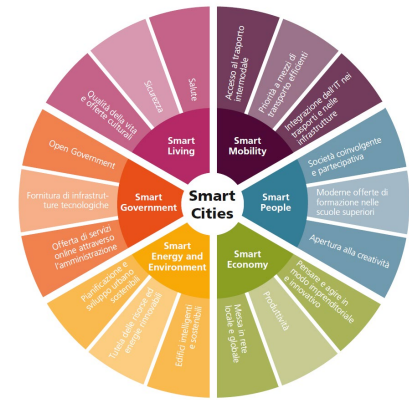 Smart
Cities
Smart
Mobility
Accesso al trasporto
intermodale
Priorità a mezzi di
trasporto efficienti
Integrazione dell'IT nei
trasporti e nelle
infrastrutture
Smart
People
Società coinvolgente
e partecipativa
Moderne offerte di
formazione nelle
scuole superiori
Apertura alla creatività
Smart
Economy
Pensare e agire in
modo imprenditoriale
e innovativo
Produttività
Messa in rete
locale e globale
Smart
Energy and
Environment
Edifici intelligenti
e sostenibili
Tutela delle risorse ed
energie rinnovabili
Pianificazione e
sviluppo urbano
sostenibili
Smart
Government
Offerta di servizi
online attraverso
l'amministrazione
Fornitura di infrastrut-
ture tecnologiche
Open Government
Smart
Living
Qualità della vita
e offerte culturali
Sicurezza
Salute